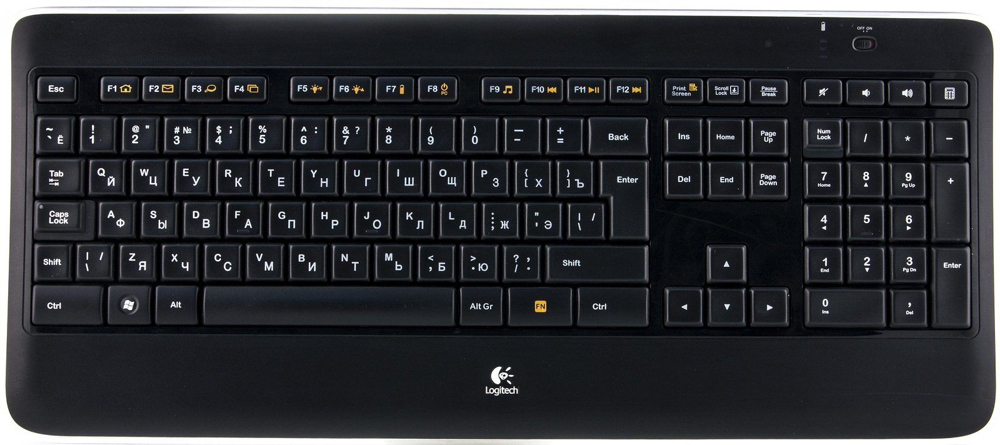 OFF ON
Esc F1 F2 F3 F4 F5 F6 F7 F8 PC F9 F10 F11 F12 Print Screen Scroll Lock Pause Break
~ ` Ё ! 1 @ " 2 # № 3 $ ; 4 % 5 ^ : 6 & ? 7 * 8 ( 9 ) 0 — - + = Back Ins Home Page Up Num Lock / * -
Tab Q Й W Ц E У R К T Е Y Н U Г I Ш O Щ P З { [ Х } ] Ъ Enter Del End Page Down 7 Home 8 9 Pg Up +
Caps Lock A Ф S Ы D В F А G П H Р J О K Л L Д : ; Ж " ' Э | / \ 4 5 6
Shift | / \ Z Я X Ч C С V М B И N Т M Ь < , Б > . Ю ? , / . Shift 1 End 2 3 Pg Dn Enter
Ctrl Alt Alt Gr FN Ctrl 0 Ins , Del
Logitech